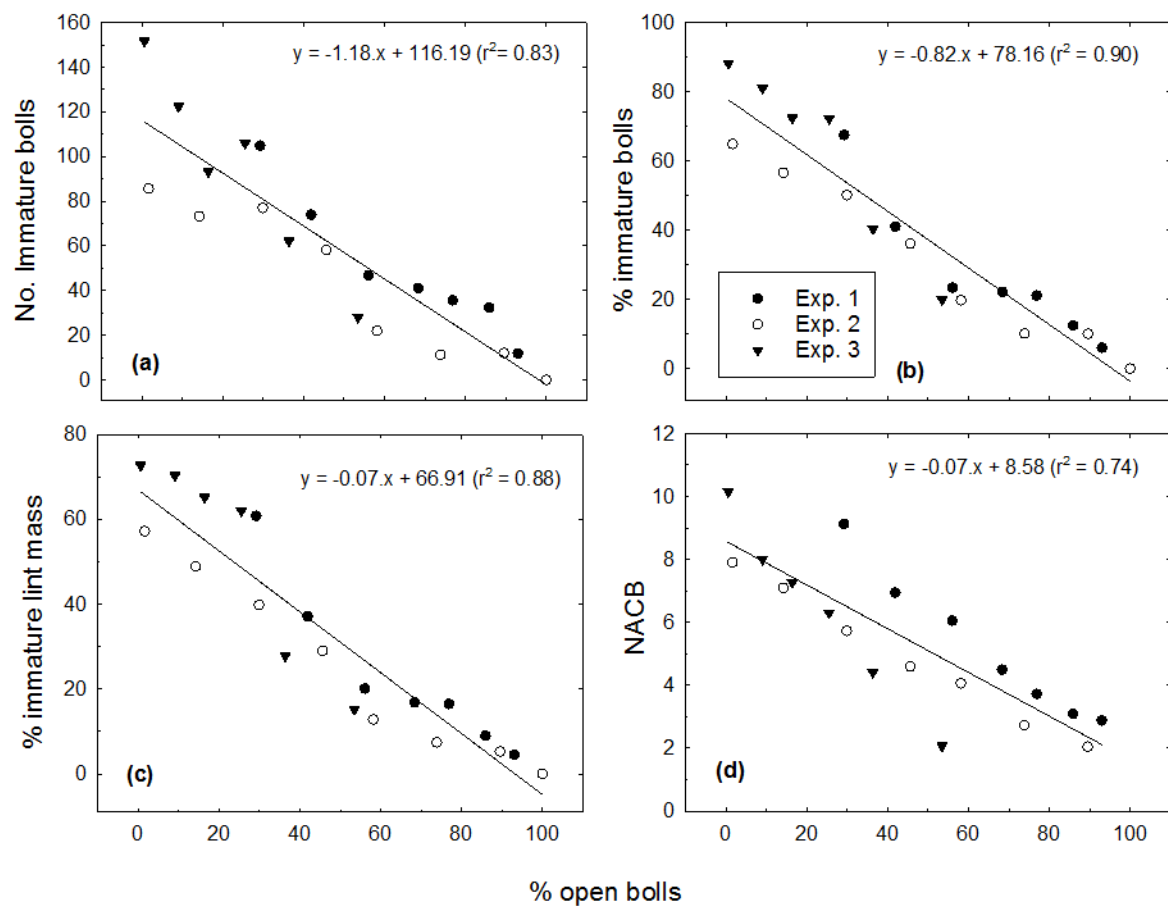 160
140
120
100
80
60
40
20
0
No. Immature bolls
y = -1.18.x + 116.19 (r²= 0.83)
(a)
100
80
60
40
20
0
% immature bolls
y = -0.82.x + 78.16 (r² = 0.90)
Exp. 1
Exp. 2
Exp. 3
(b)
80
60
40
20
0
% immature lint mass
y = -0.07.x + 66.91 (r² = 0.88)
(c)
0 20 40 60 80 100
12
10
8
6
4
2
0
NACB
y = -0.07.x + 8.58 (r² = 0.74)
(d)
0 20 40 60 80 100
% open bolls